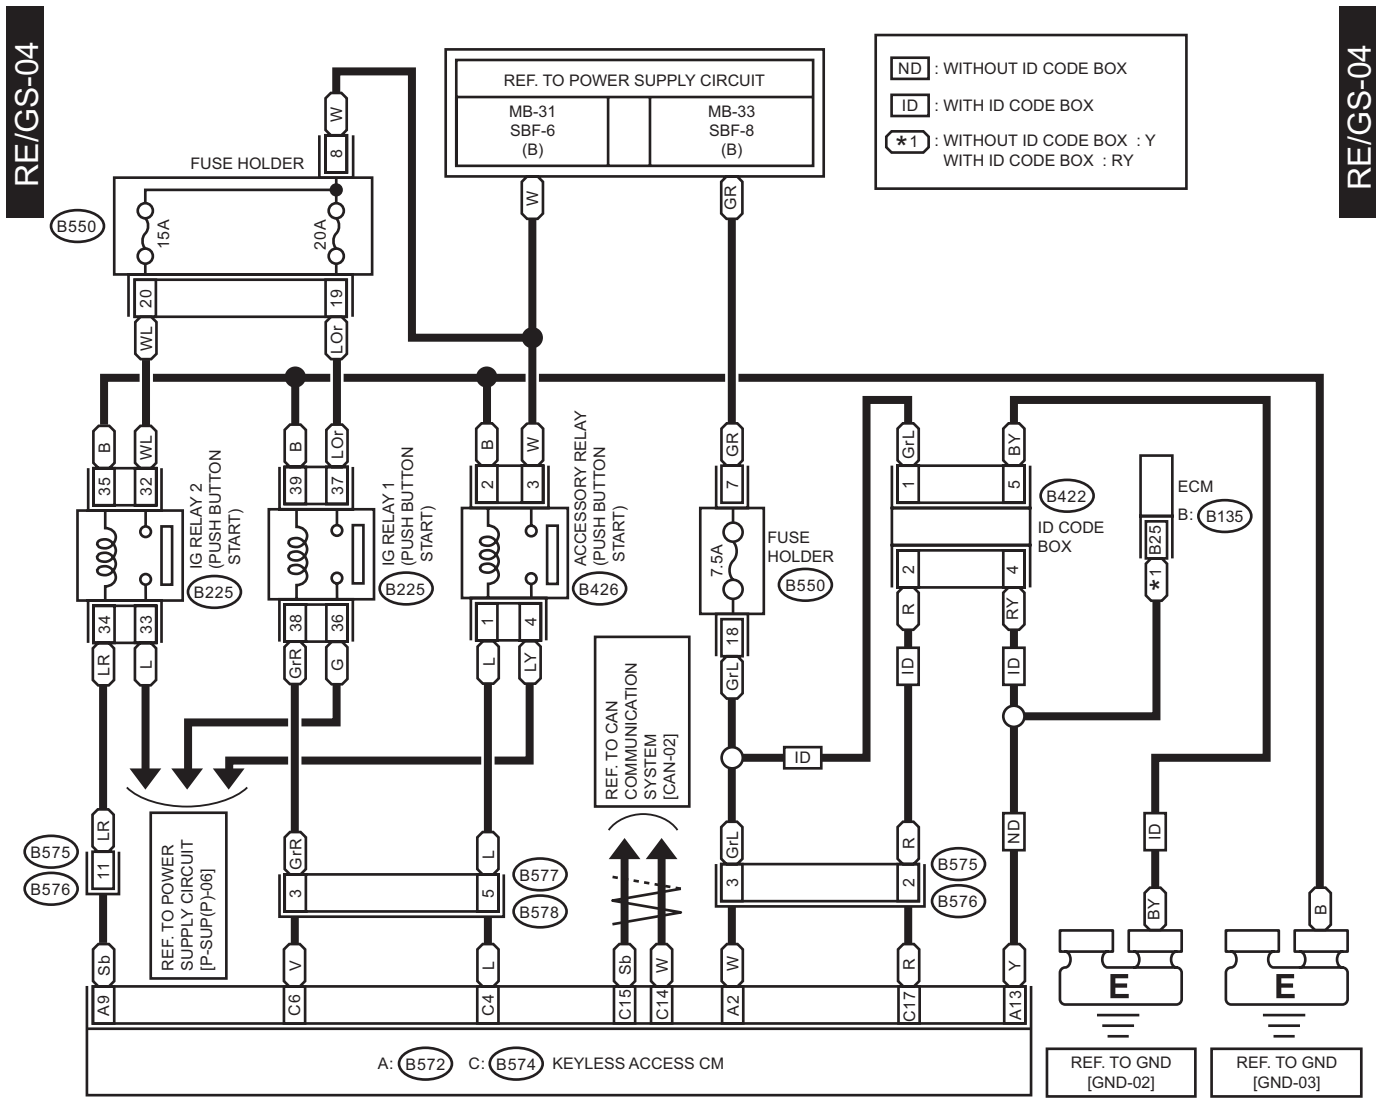 RE/GS-04
RE/GS-04
REF. TO POWER SUPPLY CIRCUIT
MB-31
SBF-6
(B)
MB-33
SBF-8
(B)
ND : WITHOUT ID CODE BOX
ID : WITH ID CODE BOX
*1 : WITHOUT ID CODE BOX : Y
WITH ID CODE BOX : RY
W
8
FUSE HOLDER
B550
15A
20A
20
19
WL
LOr
W
GR
B
WL
B
LOr
B
W
GR
GrL
BY
35
32
39
37
2
3
7
1
5
IG RELAY 2
(PUSH BUTTON
START)
B225
IG RELAY 1
(PUSH BUTTON
START)
B225
ACCESSORY RELAY
(PUSH BUTTON
START)
B426
7.5A
FUSE
HOLDER
B550
B422
ID CODE
BOX
ECM
B: B135
B25
*1
34
33
38
36
1
4
18
2
4
LR
L
GrR
G
L
LY
GrL
R
RY
ID
ID
ID
REF. TO CAN
COMMUNICATION
SYSTEM
[CAN-02]
REF. TO POWER
SUPPLY CIRCUIT
[P-SUP(P)-06]
LR
B575
B576
11
GrR
L
3
5
B577
B578
GrL
R
3
2
B575
B576
ND
ID
BY
B
Sb
V
L
Sb
W
W
R
Y
A9
C6
C4
C15
C14
A2
C17
A13
E
E
A: B572 C: B574 KEYLESS ACCESS CM
REF. TO GND
[GND-02]
REF. TO GND
[GND-03]